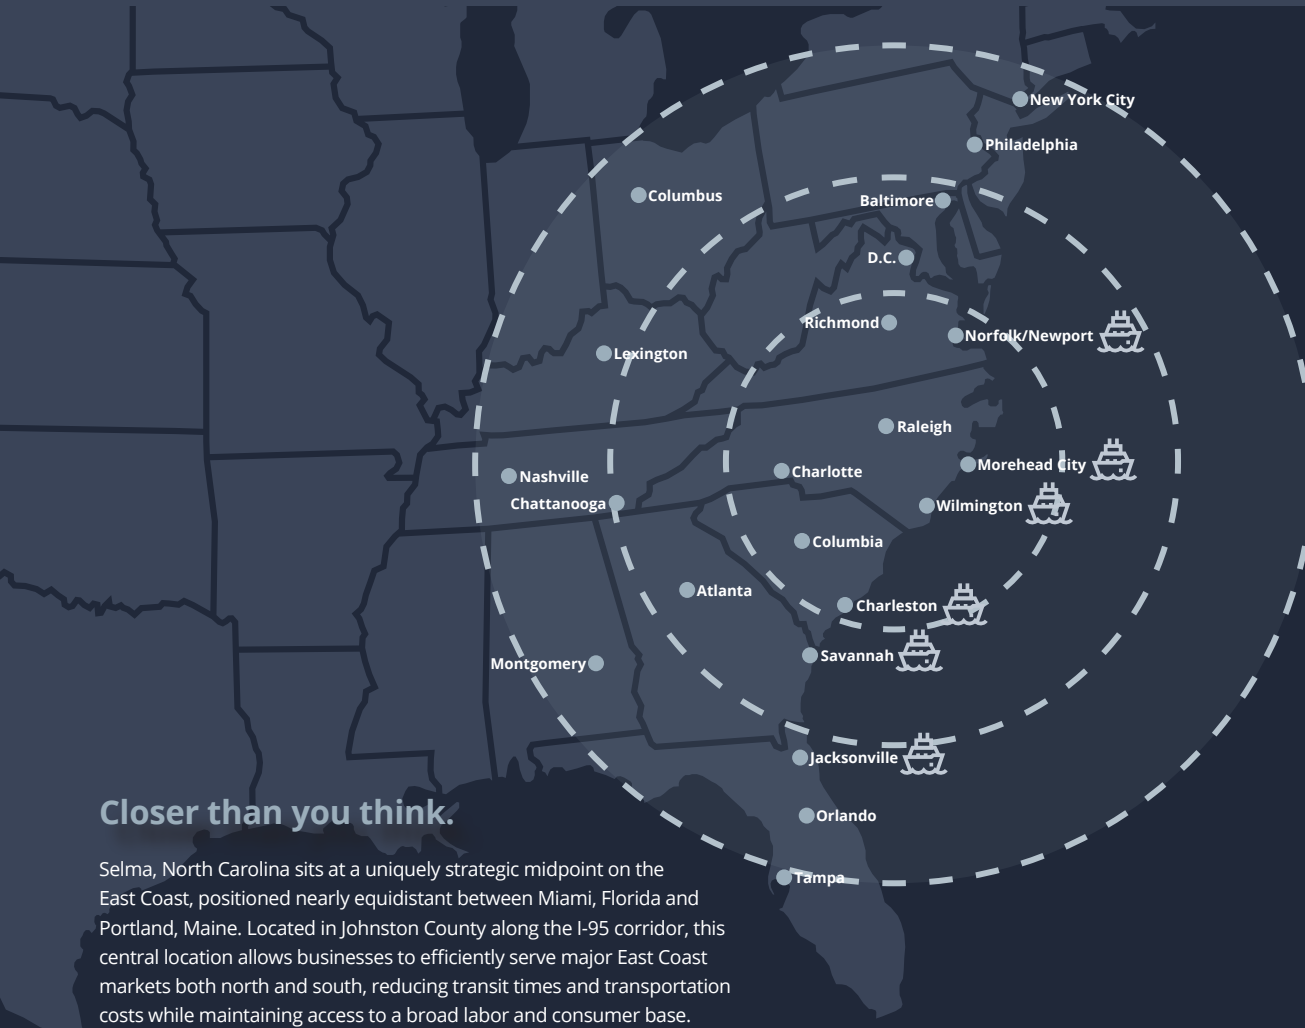 New York City
Philadelphia
Columbus
Baltimore
D.C.
Richmond
Norfolk/Newport
Lexington
Raleigh
Morehead City
Charlotte
Nashville
Chattanooga
Wilmington
Columbia
Atlanta
Charleston
Savannah
Montgomery
Jacksonville
Orlando
Tampa
Closer than you think.
Selma, North Carolina sits at a uniquely strategic midpoint on the
East Coast, positioned nearly equidistant between Miami, Florida and
Portland, Maine. Located in Johnston County along the I-95 corridor, this
central location allows businesses to efficiently serve major East Coast
markets both north and south, reducing transit times and transportation
costs while maintaining access to a broad labor and consumer base.